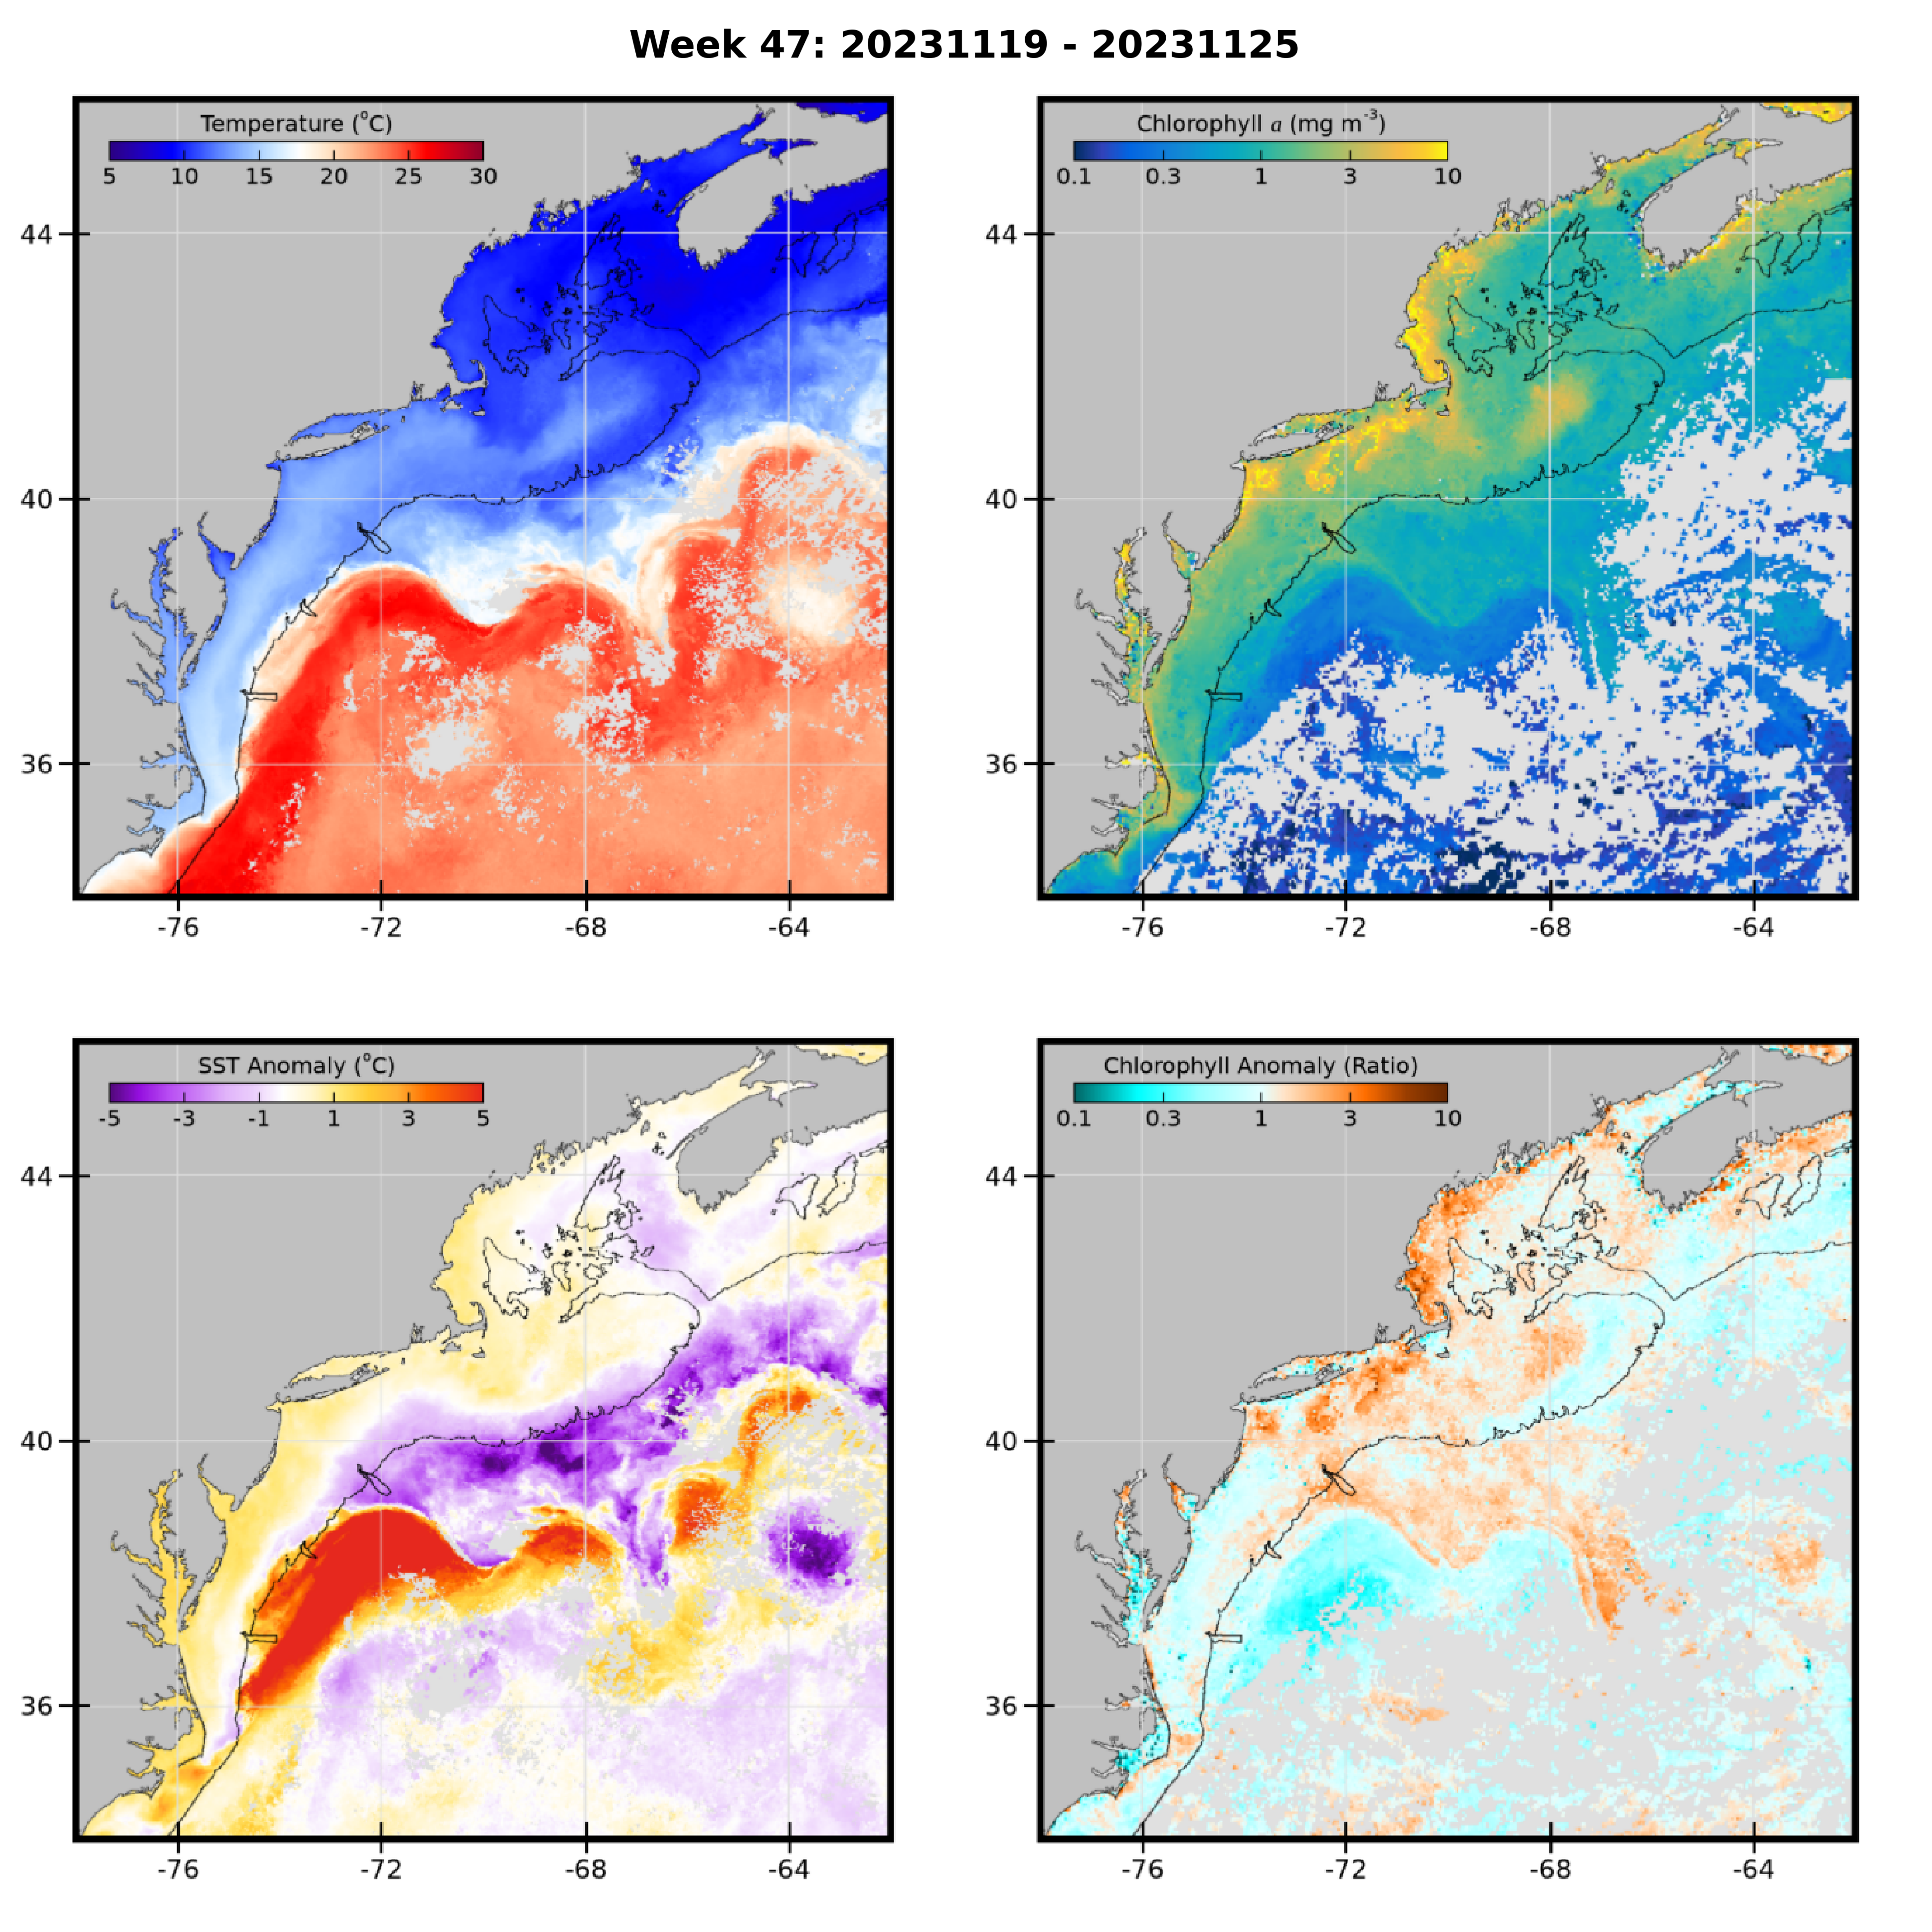 Week 47: 20231119 - 20231125
Temperature (°C)
5 10 15 20 25 30
44
40
36
-76 -72 -68 -64
Chlorophyll a (mg m⁻³)
0.1 0.3 1 3 10
44
40
36
-76 -72 -68 -64
SST Anomaly (°C)
-5 -3 -1 1 3 5
44
40
36
-76 -72 -68 -64
Chlorophyll Anomaly (Ratio)
0.1 0.3 1 3 10
44
40
36
-76 -72 -68 -64